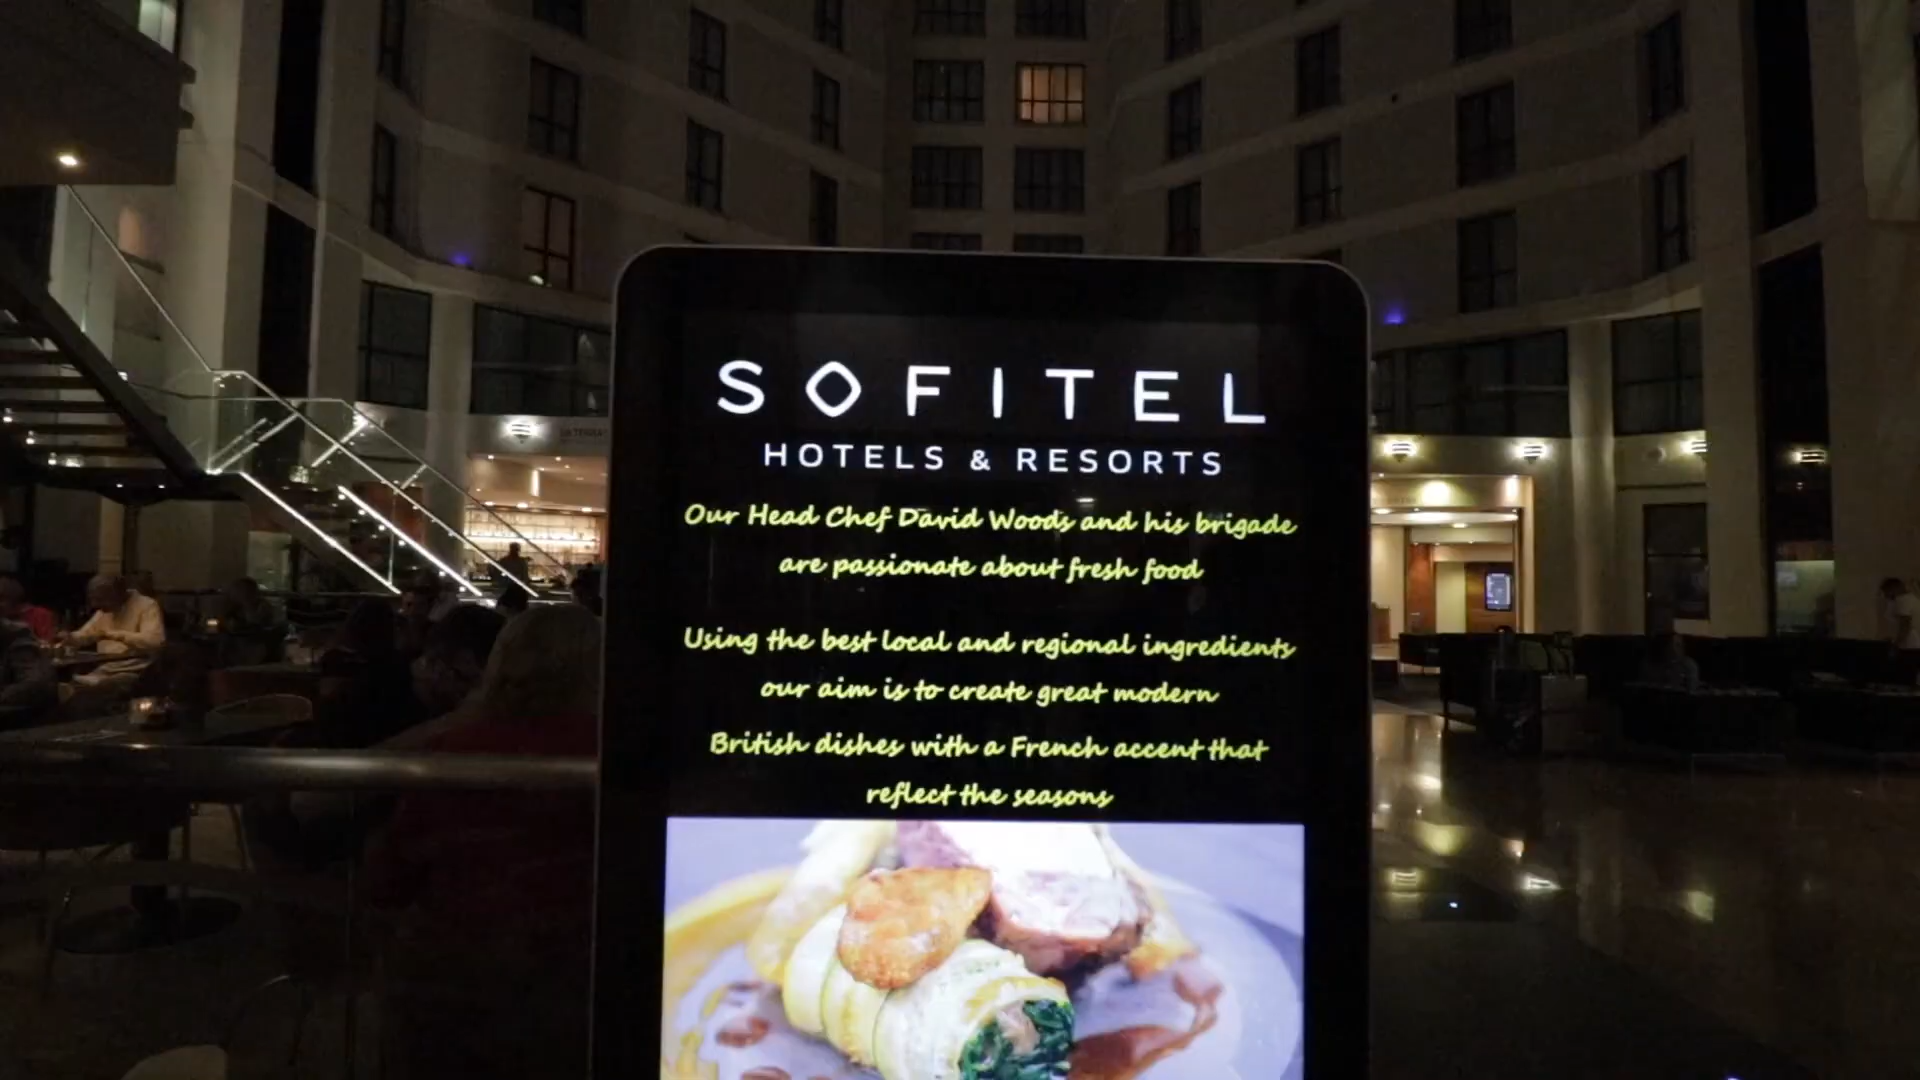 SOFITEL
HOTELS & RESORTS
Our Head Chef David Woods and his brigade
are passionate about fresh food
Using the best local and regional ingredients
our aim is to create great modern
British dishes with a French accent that
reflect the seasons